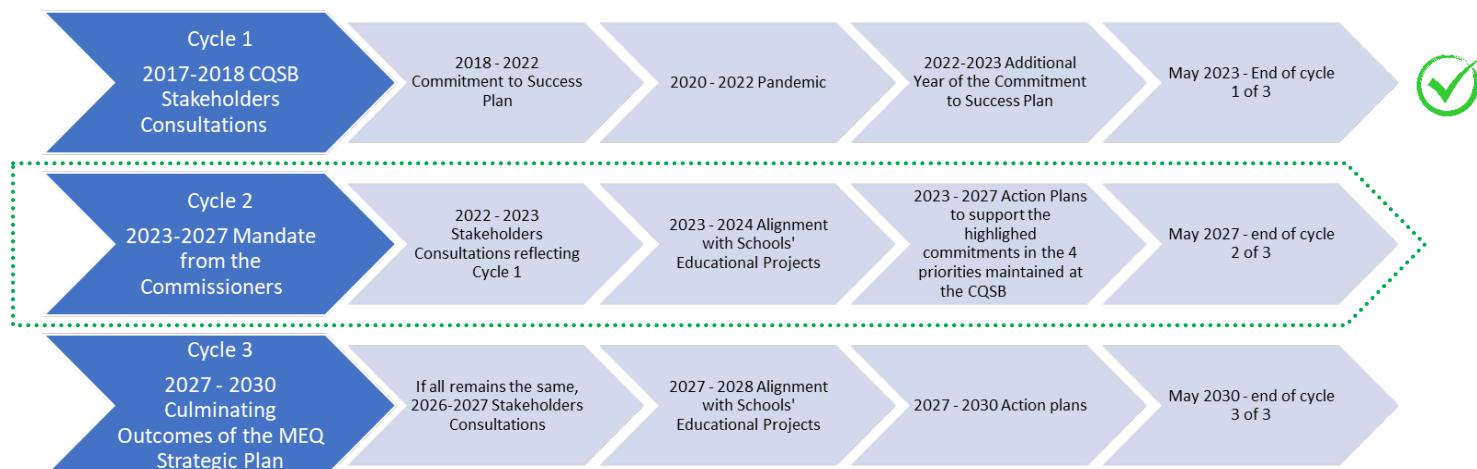 Cycle 1
2017-2018 CQSB
Stakeholders
Consultations
2018 - 2022
Commitment to Success
Plan
2020 - 2022 Pandemic
2022-2023 Additional
Year of the Commitment
to Success Plan
May 2023 - End of cycle
1 of 3
Cycle 2
2023-2027 Mandate
from the
Commissioners
2022 - 2023
Stakeholders
Consultations reflecting
Cycle 1
2023 - 2024 Alignment
with Schools'
Educational Projects
2023 - 2027 Action Plans
to support the
highlighed
commitments in the 4
priorities maintained at
the CQSB
May 2027 - end of cycle
2 of 3
Cycle 3
2027 - 2030
Culminating
Outcomes of the MEQ
Strategic Plan
If all remains the same,
2026-2027 Stakeholders
Consultations
2027 - 2028 Alignment
with Schools'
Educational Projects
2027 - 2030 Action plans
May 2030 - end of cycle
3 of 3